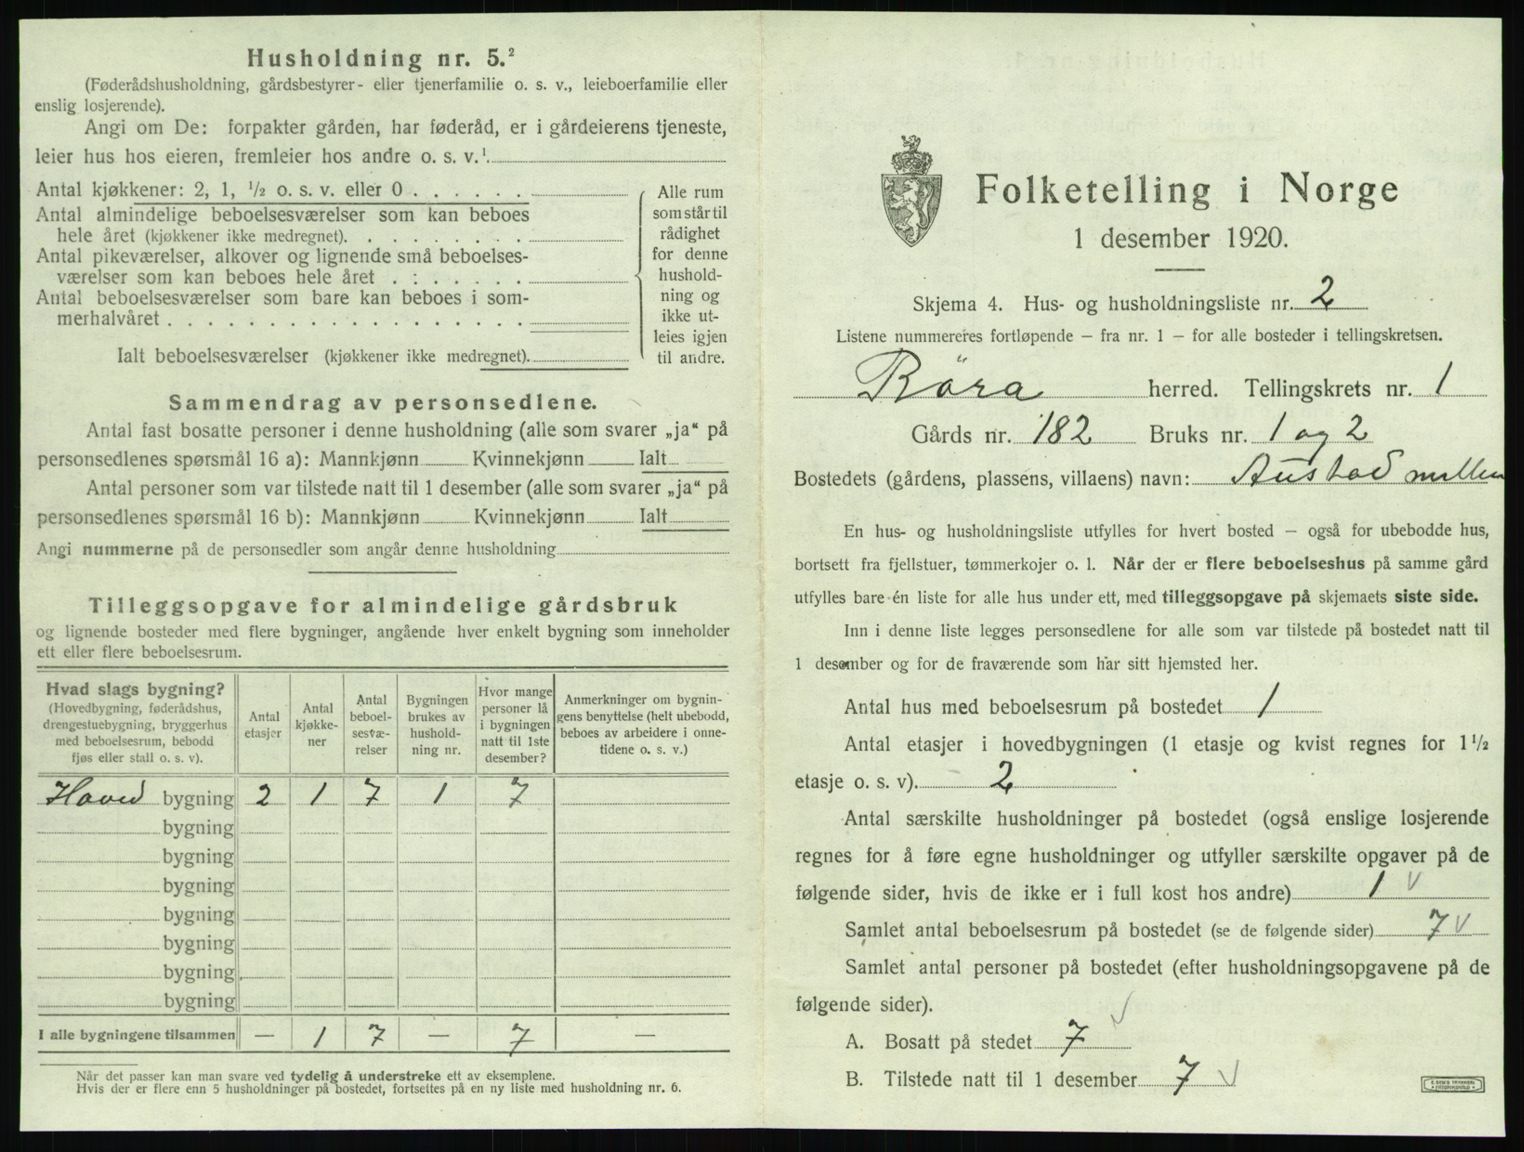 Husholdning nr. 5.²
(Føderådshusholdning, gårdsbestyrer- eller tjenerfamilie o. s. v., leieboerfamilie eller
enslig losjerende).
Angi om De: forpakter gården, har føderåd, er i gårdeierens tjeneste,
leier hus hos eieren, fremleier hos andre o. s. v.¹
Antal kjøkkener: 2, 1, ½ o. s. v. eller 0 . . . . . .
Antal almindelige beboelsesværelser som kan beboes
hele året (kjøkkener ikke medregnet). . . . . . . . .
Antal pikeværelser, alkover og lignende små beboelses-
værelser som kan beboes hele året . : . . . . .
Antal beboelsesværelser som bare kan beboes i som-
merhalvåret . . . . . . . . . . . . . . . . .
Ialt beboelsesværelser (kjøkkener ikke medregnet).
Alle rum
som står til
rådighet
for denne
hushold-
ning og
ikke ut-
leies igjen
til andre.
Sammendrag av personsedlene.
Antal fast bosatte personer i denne husholdning (alle som svarer „ja“ på
personsedlenes spørsmål 16 a): Mannkjønn Kvinnekjønn Ialt
Antal personer som var tilstede natt til 1 desember (alle som svarer „ja“ på
personsedlenes spørsmål 16 b): Mannkjønn Kvinnekjønn Ialt
Angi nummerne på de personsedler som angår denne husholdning
Tilleggsopgave for almindelige gårdsbruk
og lignende bosteder med flere bygninger, angående hver enkelt bygning som inneholder
ett eller flere beboelsesrum.
Hvad slags bygning?
(Hovedbygning, føderådshus,
drengestuebygning, bryggerhus
med beboelsesrum, bebodd
fjøs eller stall o. s. v).
Antal
etasjer
Antal
kjøkke-
ner
Antal
beboel-
sesvæ-
relser
Bygningen
brukes av
hushold-
ning nr.
Hvor mange
personer lå
i bygningen
natt til 1ste
desember?
Anmerkninger om bygnin-
gens benyttelse (helt ubebodd,
beboes av arbeidere i onne-
tidene o. s. v.)
Hoved bygning 2 1 7 1 7
bygning
bygning
bygning
bygning
bygning
bygning
bygning
I alle bygningene tilsammen — 1 7 — 7 —
Når det passer kan man svare ved tydelig å understreke ett av eksemplene.
Hvis der er flere enn 5 husholdninger på bostedet, fortsettes på en ny liste med husholdning nr. 6.
Folketelling i Norge
1 desember 1920.
Skjema 4. Hus- og husholdningsliste nr. 2
Listene nummereres fortløpende – fra nr. 1 – for alle bosteder i tellingskretsen.
Röra herred. Tellingskrets nr. 1
Gårds nr. 182 Bruks nr. 1 og 2
Bostedets (gårdens, plassens, villaens) navn: Austad mellem
En hus- og husholdningsliste utfylles for hvert bosted – også for ubebodde hus,
bortsett fra fjellstuer, tømmerkojer o. l. Når der er flere beboelseshus på samme gård
utfylles bare én liste for alle hus under ett, med tilleggsopgave på skjemaets siste side.
Inn i denne liste legges personsedlene for alle som var tilstede på bostedet natt til
1 desember og for de fraværende som har sitt hjemsted her.
Antal hus med beboelsesrum på bostedet 1
Antal etasjer i hovedbygningen (1 etasje og kvist regnes for 1½
etasje o. s. v). 2
Antal særskilte husholdninger på bostedet (også enslige losjerende
regnes for å føre egne husholdninger og utfyller særskilte opgaver på de
følgende sider, hvis de ikke er i full kost hos andre) 1 v
Samlet antal beboelsesrum på bostedet (se de følgende sider) 7 v
Samlet antal personer på bostedet (efter husholdningsopgavene på de
følgende sider).
A. Bosatt på stedet 7 v
B. Tilstede natt til 1 desember 7 v